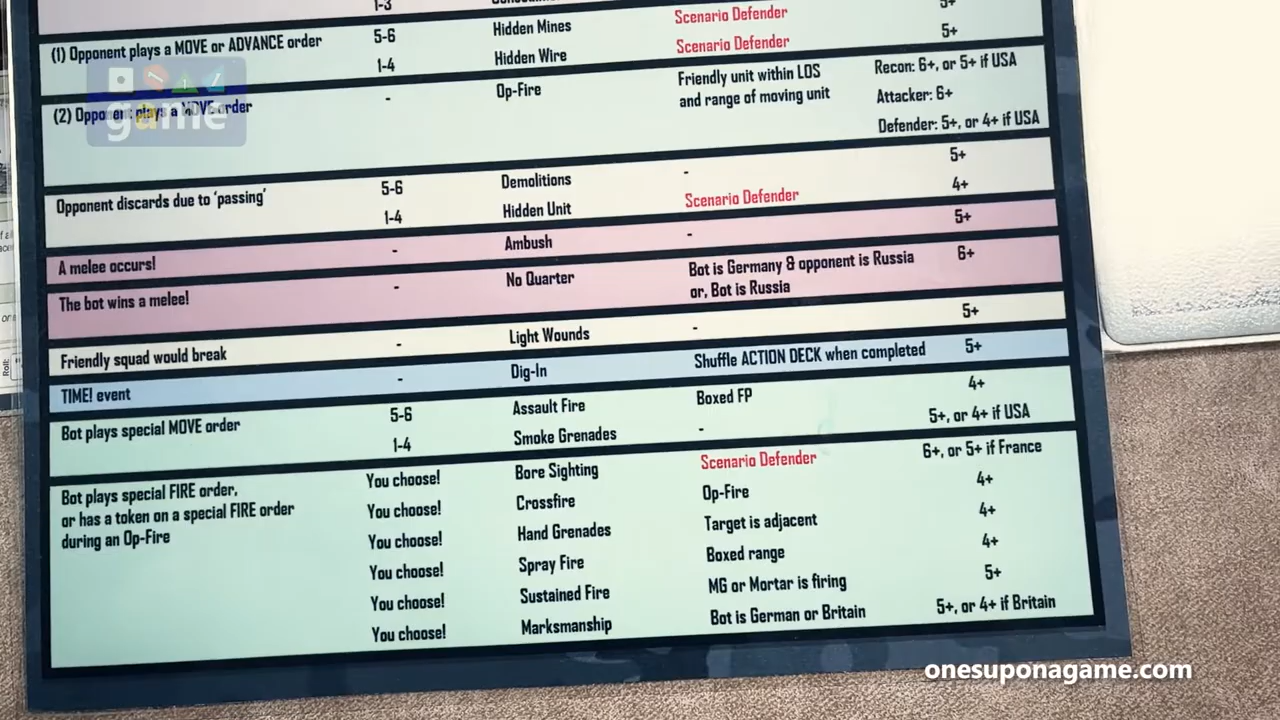 1-3
(1) Opponent plays a MOVE or ADVANCE order 5-6 Hidden Mines Scenario Defender 5+
1-4 Hidden Wire Scenario Defender 5+
(2) Opponent plays a MOVE order - Op-Fire Friendly unit within LOS Recon: 6+, or 5+ if USA
and range of moving unit Attacker: 6+
Defender: 5+, or 4+ if USA
game
Opponent discards due to 'passing' 5-6 Demolitions - 5+
1-4 Hidden Unit Scenario Defender 4+
A melee occurs! - Ambush - 5+
The bot wins a melee! - No Quarter Bot is Germany & opponent is Russia 6+
or, Bot is Russia
Friendly squad would break - Light Wounds - 5+
TIME! event - Dig-In Shuffle ACTION DECK when completed 5+
Bot plays special MOVE order 5-6 Assault Fire Boxed FP 4+
1-4 Smoke Grenades - 5+, or 4+ if USA
Bot plays special FIRE order, You choose! Bore Sighting Scenario Defender 6+, or 5+ if France
or has a token on a special FIRE order You choose! Crossfire Op-Fire 4+
during an Op-Fire You choose! Hand Grenades Target is adjacent 4+
You choose! Spray Fire Boxed range 4+
You choose! Sustained Fire MG or Mortar is firing 5+
You choose! Marksmanship Bot is German or Britain 5+, or 4+ if Britain
onesuponagame.com